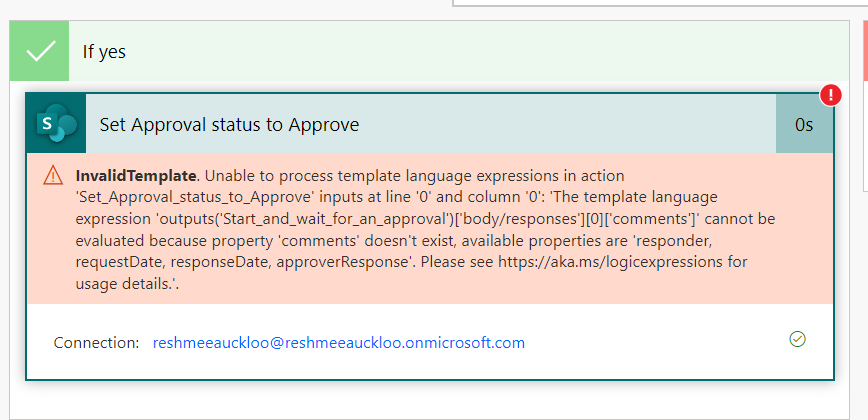 If yes
S
Set Approval status to Approve
0s
!
InvalidTemplate. Unable to process template language expressions in action
'Set_Approval_status_to_Approve' inputs at line '0' and column '0': 'The template language
expression 'outputs('Start_and_wait_for_an_approval')['body/responses'][0]['comments']' cannot be
evaluated because property 'comments' doesn't exist, available properties are 'responder,
requestDate, responseDate, approverResponse'. Please see https://aka.ms/logicexpressions for
usage details.'.
Connection: reshmeeauckloo@reshmeeauckloo.onmicrosoft.com